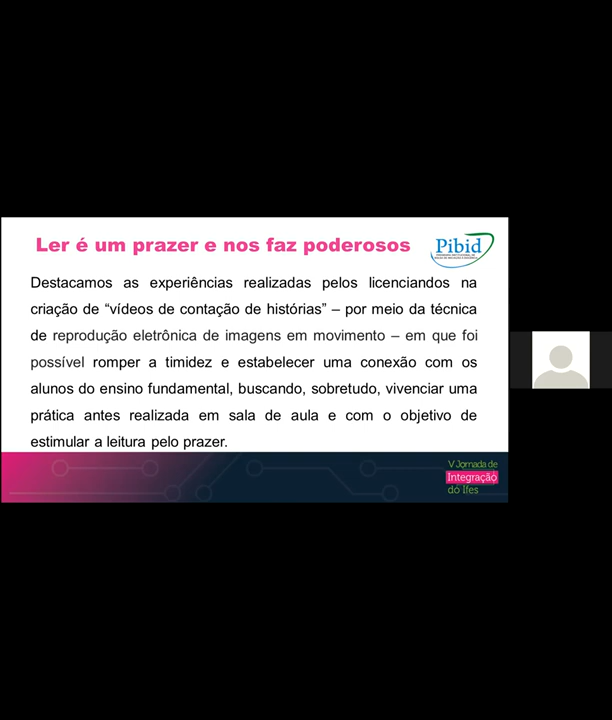 Ler é um prazer e nos faz poderosos
Pibid
Destacamos as experiências realizadas pelos licenciandos na
criação de “vídeos de contação de histórias” – por meio da técnica
de reprodução eletrônica de imagens em movimento – em que foi
possível romper a timidez e estabelecer uma conexão com os
alunos do ensino fundamental, buscando, sobretudo, vivenciar uma
prática antes realizada em sala de aula e com o objetivo de
estimular a leitura pelo prazer.
V Jornada de
Integração
do Ifes